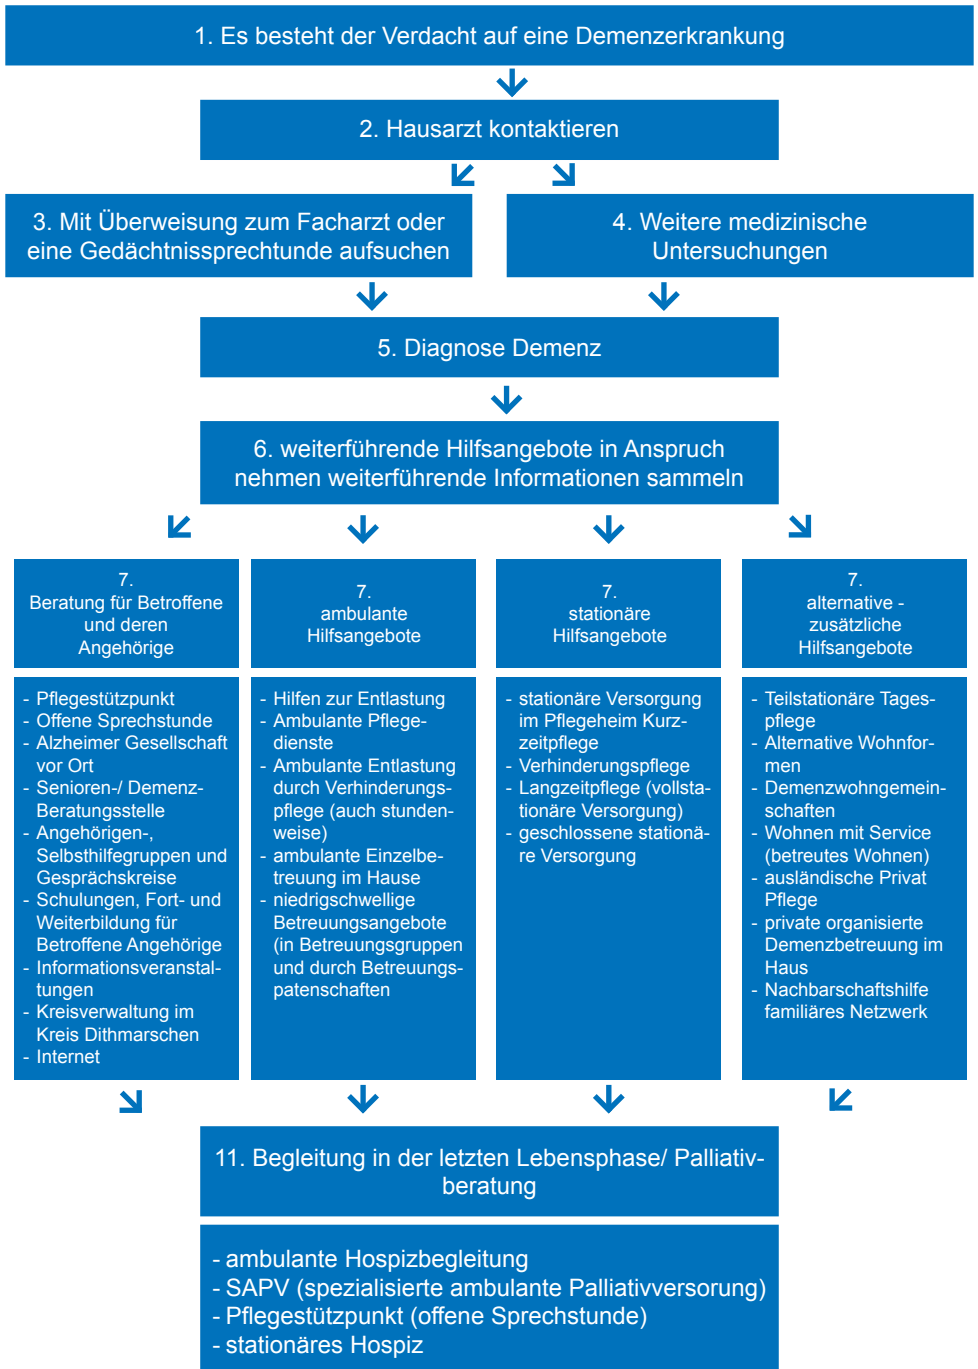 1. Es besteht der Verdacht auf eine Demenzerkrankung
2. Hausarzt kontaktieren
3. Mit Überweisung zum Facharzt oder
eine Gedächtnissprechtunde aufsuchen
4. Weitere medizinische
Untersuchungen
5. Diagnose Demenz
6. weiterführende Hilfsangebote in Anspruch
nehmen weiterführende Informationen sammeln
7.
Beratung für Betroffene
und deren
Angehörige
- Pflegestützpunkt
- Offene Sprechstunde
- Alzheimer Gesellschaft
vor Ort
- Senioren-/ Demenz-
Beratungsstelle
- Angehörigen-,
Selbsthilfegruppen und
Gesprächskreise
- Schulungen, Fort- und
Weiterbildung für
Betroffene Angehörige
- Informationsveranstal-
tungen
- Kreisverwaltung im
Kreis Dithmarschen
- Internet
7.
ambulante
Hilfsangebote
- Hilfen zur Entlastung
- Ambulante Pflege-
dienste
- Ambulante Entlastung
durch Verhinderungs-
pflege (auch stunden-
weise)
- ambulante Einzelbe-
treuung im Hause
- niedrigschwellige
Betreuungsangebote
(in Betreuungsgruppen
und durch Betreuungs-
patenschaften
7.
stationäre
Hilfsangebote
- stationäre Versorgung
im Pflegeheim Kurz-
zeitpflege
- Verhinderungspflege
- Langzeitpflege (vollsta-
tionäre Versorgung)
- geschlossene stationä-
re Versorgung
7.
alternative -
zusätzliche
Hilfsangebote
- Teilstationäre Tages-
pflege
- Alternative Wohnfor-
men
- Demenzwohngemein-
schaften
- Wohnen mit Service
(betreutes Wohnen)
- ausländische Privat
Pflege
- private organisierte
Demenzbetreuung im
Haus
- Nachbarschaftshilfe
familiäres Netzwerk
11. Begleitung in der letzten Lebensphase/ Palliativ-
beratung
- ambulante Hospizbegleitung
- SAPV (spezialisierte ambulante Palliativversorung)
- Pflegestützpunkt (offene Sprechstunde)
- stationäres Hospiz